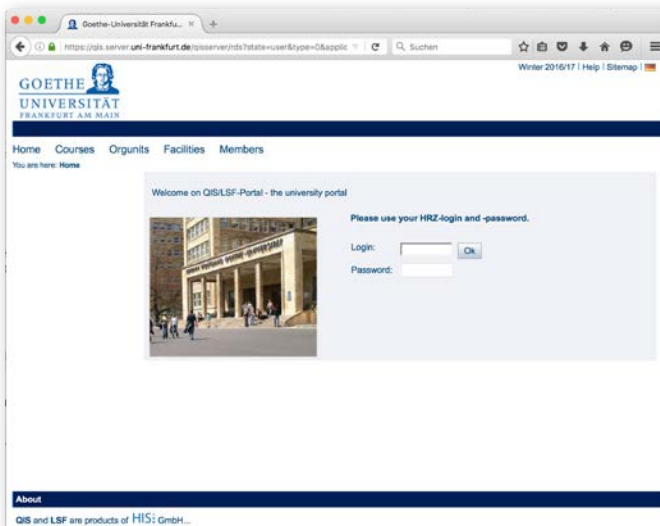 Goethe-Universität Frankfu...
https://qis.server.uni-frankfurt.de/qisserver/rds?state=user&type=0&applic
Suchen
Winter 2016/17 | Help | Sitemap |
GOETHE
UNIVERSITÄT
FRANKFURT AM MAIN
Home Courses Orgunits Facilities Members
You are here: Home
Welcome on QIS/LSF-Portal - the university portal
Please use your HRZ-login and -password.
Login: Ok
Password:
About
QIS and LSF are products of HIS: GmbH...